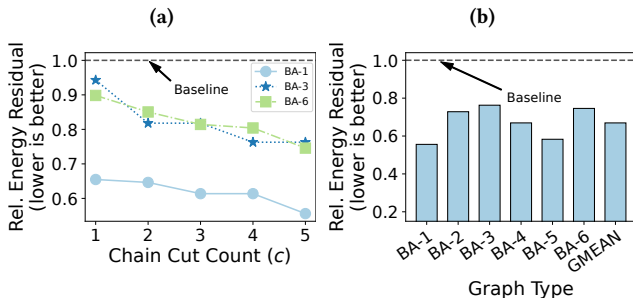 (a)
Rel. Energy Residual
(lower is better)
1.0
0.9
0.8
0.7
0.6
Baseline
BA-1
BA-3
BA-6
1 2 3 4 5
Chain Cut Count (c)
(b)
Rel. Energy Residual
(lower is better)
1.0
0.8
0.6
0.4
0.2
Baseline
BA-1
BA-2
BA-3
BA-4
BA-5
BA-6
GMEAN
Graph Type